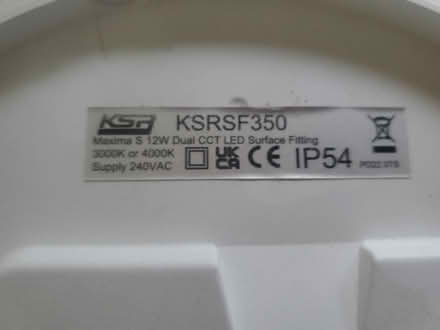 KSR KSRSF350
Maxima S 12W Dual CCT LED Surface Fitting
3000K or 4000K
Supply 240VAC
UK CA CE IP54